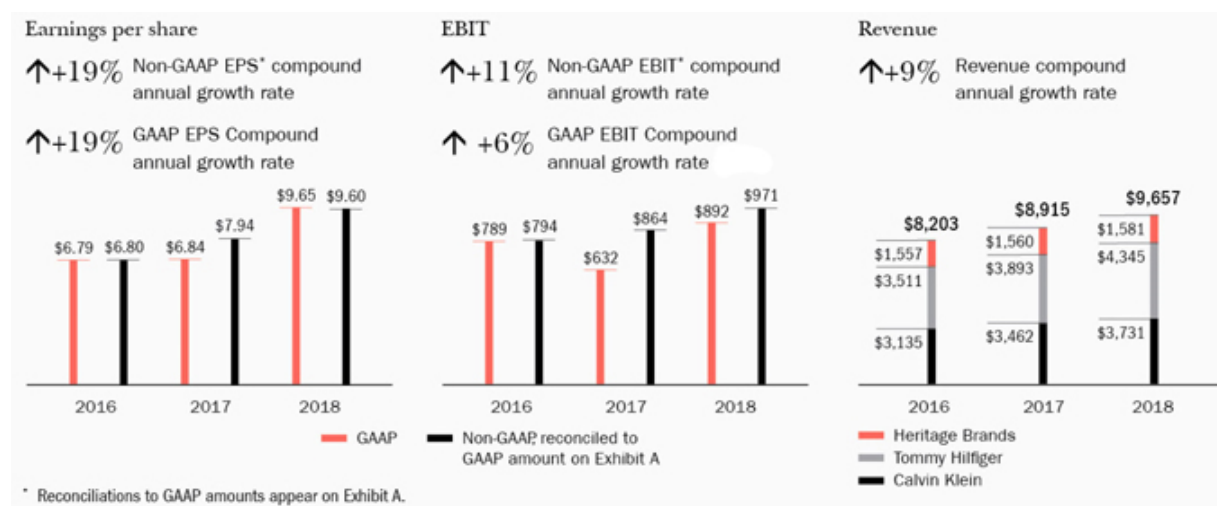 Earnings per share
↑+19% Non-GAAP EPS* compound
annual growth rate
↑+19% GAAP EPS Compound
annual growth rate
$6.79 $6.80 $6.84 $7.94 $9.65 $9.60
2016 2017 2018
EBIT
↑+11% Non-GAAP EBIT* compound
annual growth rate
↑ +6% GAAP EBIT Compound
annual growth rate
$789 $794 $632 $864 $892 $971
2016 2017 2018
GAAP
Non-GAAP, reconciled to
GAAP amount on Exhibit A
Revenue
↑+9% Revenue compound
annual growth rate
$8,203 $8,915 $9,657
$1,557 $1,560 $1,581
$3,511 $3,893 $4,345
$3,135 $3,462 $3,731
2016 2017 2018
Heritage Brands
Tommy Hilfiger
Calvin Klein
* Reconciliations to GAAP amounts appear on Exhibit A.